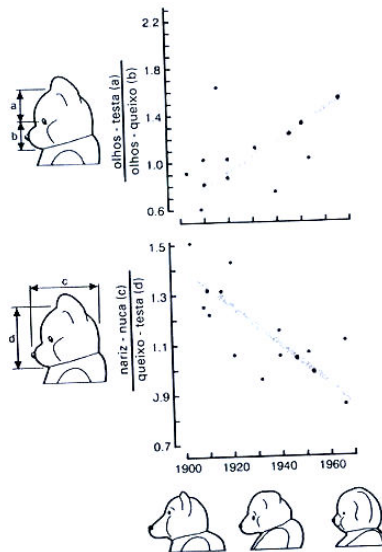 2.2
1.8
1.4
1.0
0.6
olhos - testa (a)
olhos - queixo (b)
a
b
1.5
1.3
1.1
0.9
0.7
nariz - nuca (c)
queixo - testa (d)
c
d
1900
1920
1940
1960